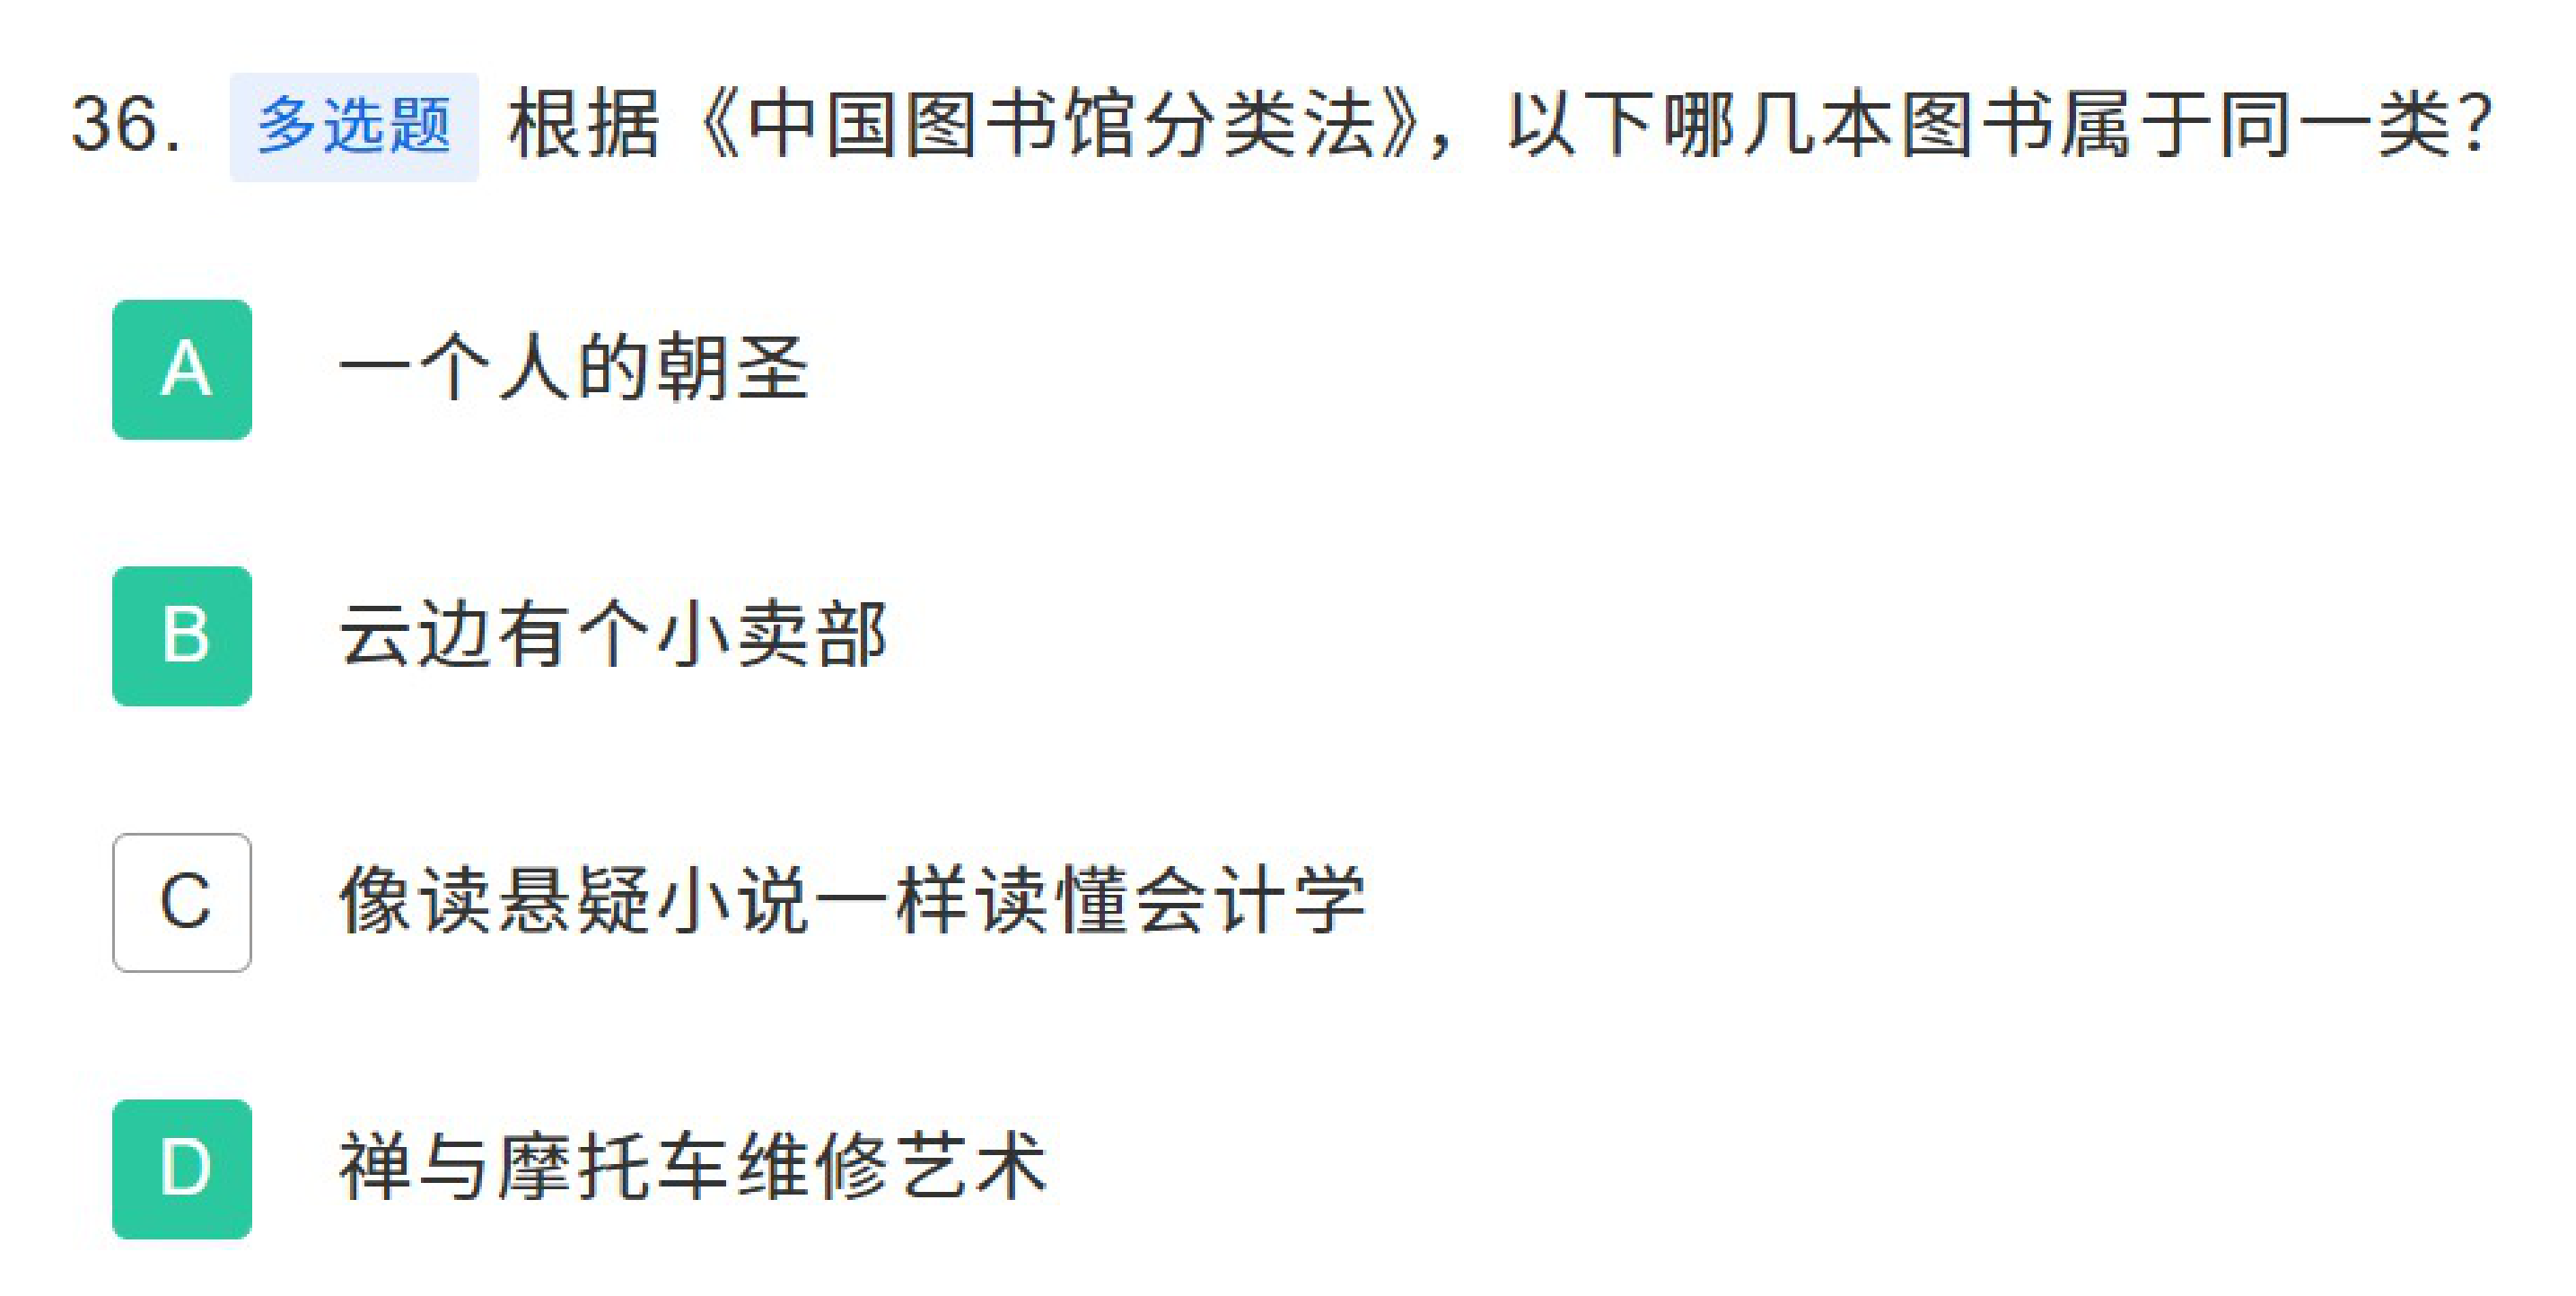 36. 多选题 根据《中国图书馆分类法》，以下哪几本图书属于同一类？
A 一个人的朝圣
B 云边有个小卖部
C 像读悬疑小说一样读懂会计学
D 禅与摩托车维修艺术